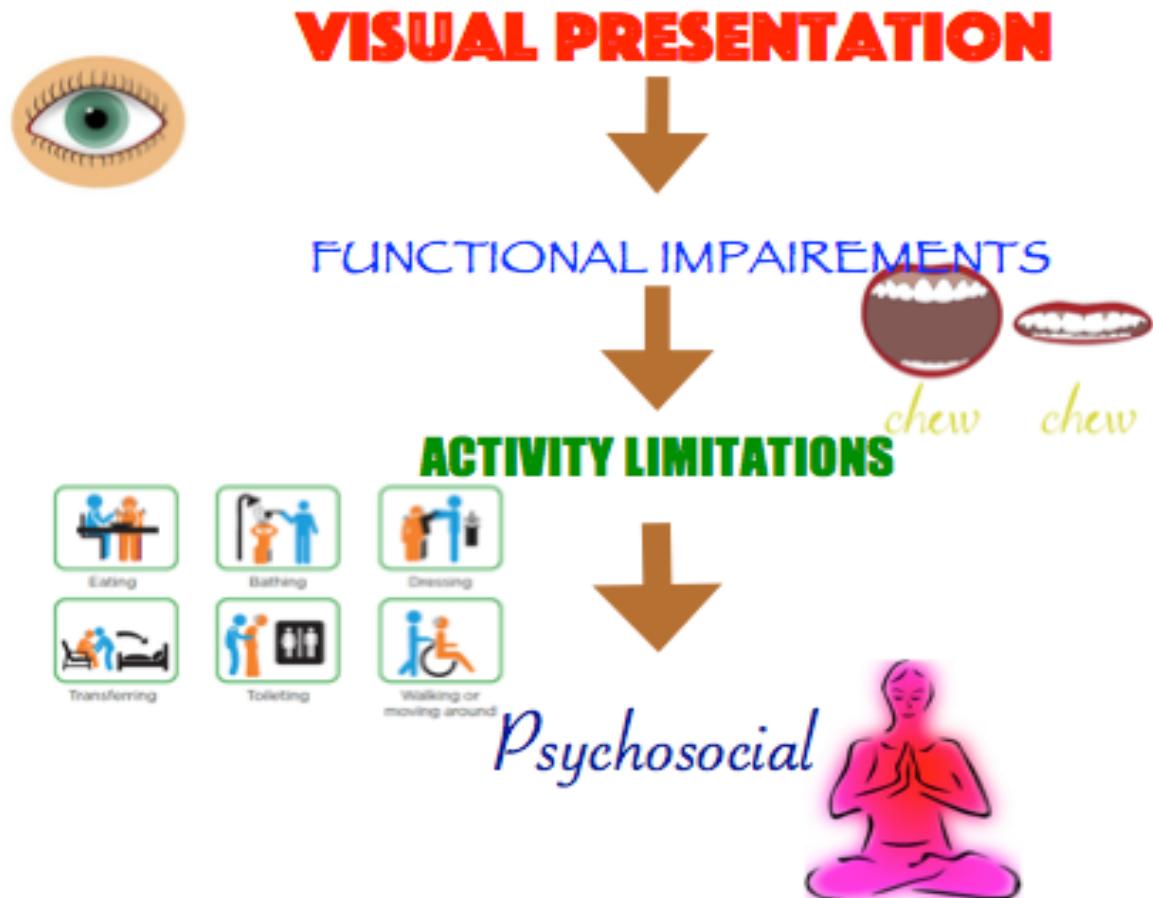 VISUAL PRESENTATION
FUNCTIONAL IMPAIREMENTS
chew chew
ACTIVITY LIMITATIONS
Eating Bathing Dressing
Transferring Toileting Walking or
moving around
Psychosocial